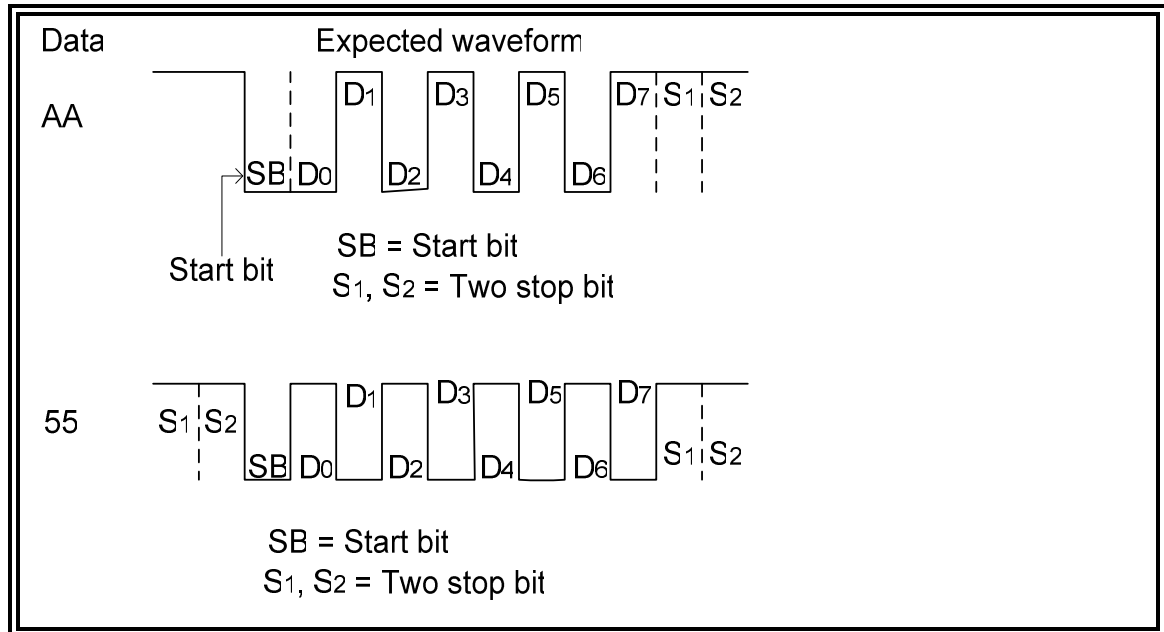 Data Expected waveform
AA
D1 D3 D5 D7 S1 S2
SB D0 D2 D4 D6
Start bit
SB = Start bit
S1, S2 = Two stop bit
55
D1 D3 D5 D7
S1 S2
SB D0 D2 D4 D6 S1 S2
SB = Start bit
S1, S2 = Two stop bit